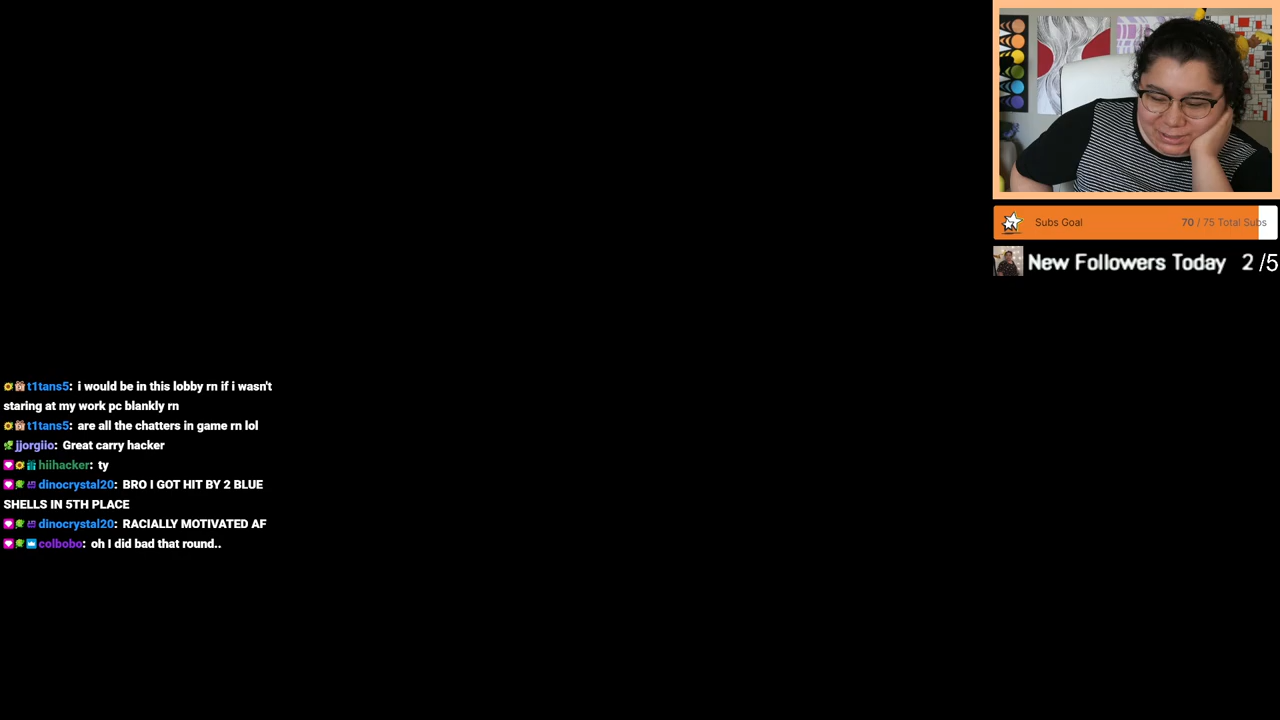 Subs Goal 70 / 75 Total Subs
New Followers Today 2 /5
t1tans5: i would be in this lobby rn if i wasn't
staring at my work pc blankly rn
t1tans5: are all the chatters in game rn lol
jjorgiio: Great carry hacker
hiihacker: ty
dinocrystal20: BRO I GOT HIT BY 2 BLUE
SHELLS IN 5TH PLACE
dinocrystal20: RACIALLY MOTIVATED AF
colbobo: oh I did bad that round..